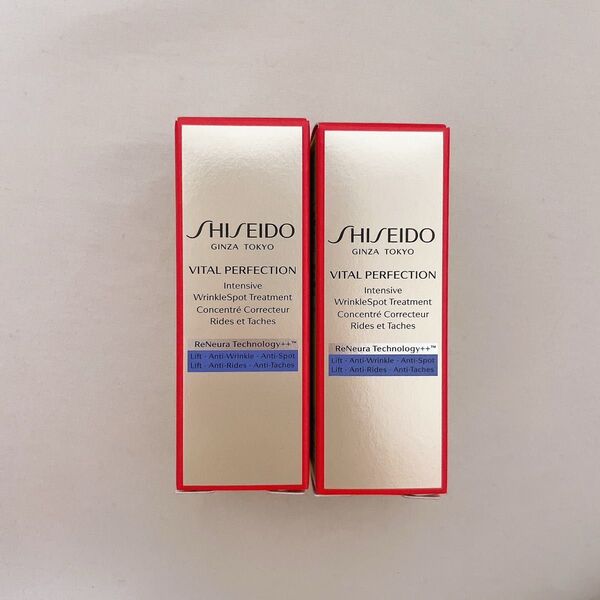 SHISEIDO
GINZA TOKYO
VITAL PERFECTION
Intensive
WrinkleSpot Treatment
Concentré Correcteur
Rides et Taches
ReNeura Technology++™
Lift - Anti-Wrinkle - Anti-Spot
Lift - Anti-Rides - Anti-Taches
SHISEIDO
GINZA TOKYO
VITAL PERFECTION
Intensive
WrinkleSpot Treatment
Concentré Correcteur
Rides et Taches
ReNeura Technology++™
Lift - Anti-Wrinkle - Anti-Spot
Lift - Anti-Rides - Anti-Taches